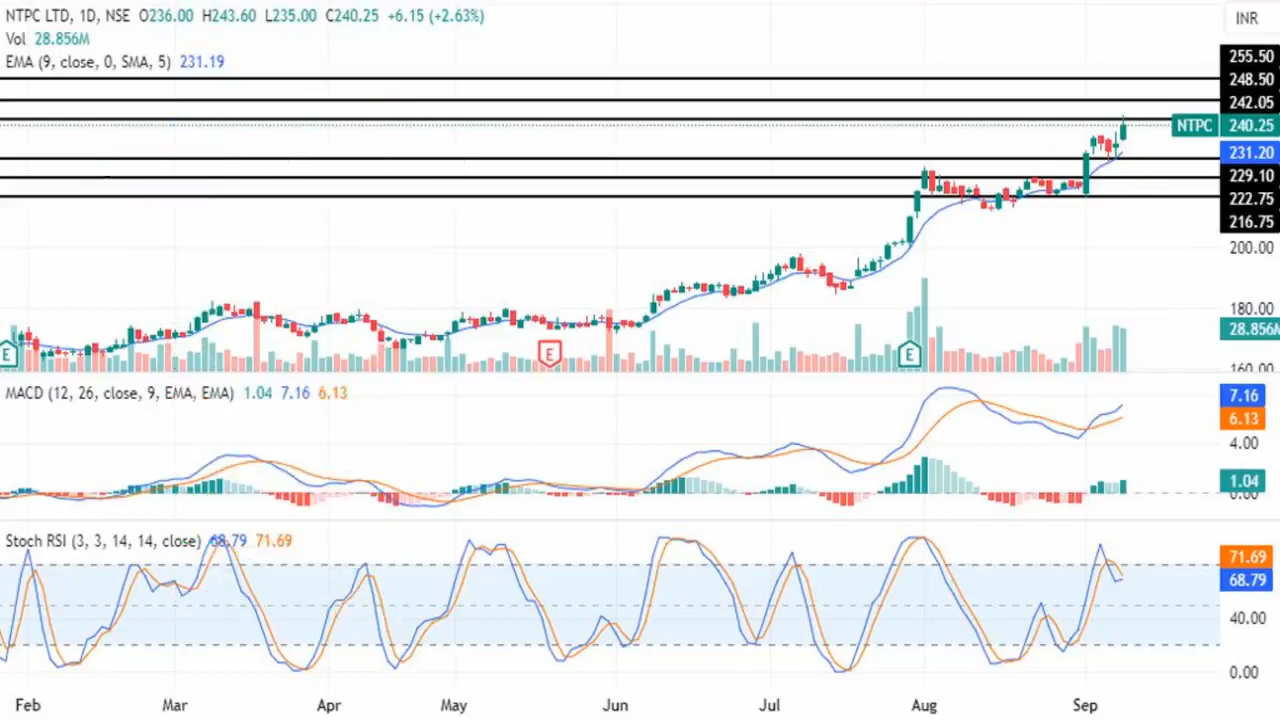 NTPC LTD, 1D, NSE O236.00 H243.60 L235.00 C240.25 +6.15 (+2.63%)
INR
Vol 28.856M
EMA (9, close, 0, SMA, 5) 231.19
255.50
248.50
242.05
NTPC 240.25
231.20
229.10
222.75
216.75
200.00
180.00
28.856M
160.00
E
E
E
MACD (12, 26, close, 9, EMA, EMA) 1.04 7.16 6.13
7.16
6.13
4.00
1.04
0.00
Stoch RSI (3, 3, 14, 14, close) 68.79 71.69
71.69
68.79
40.00
0.00
Feb Mar Apr May Jun Jul Aug Sep